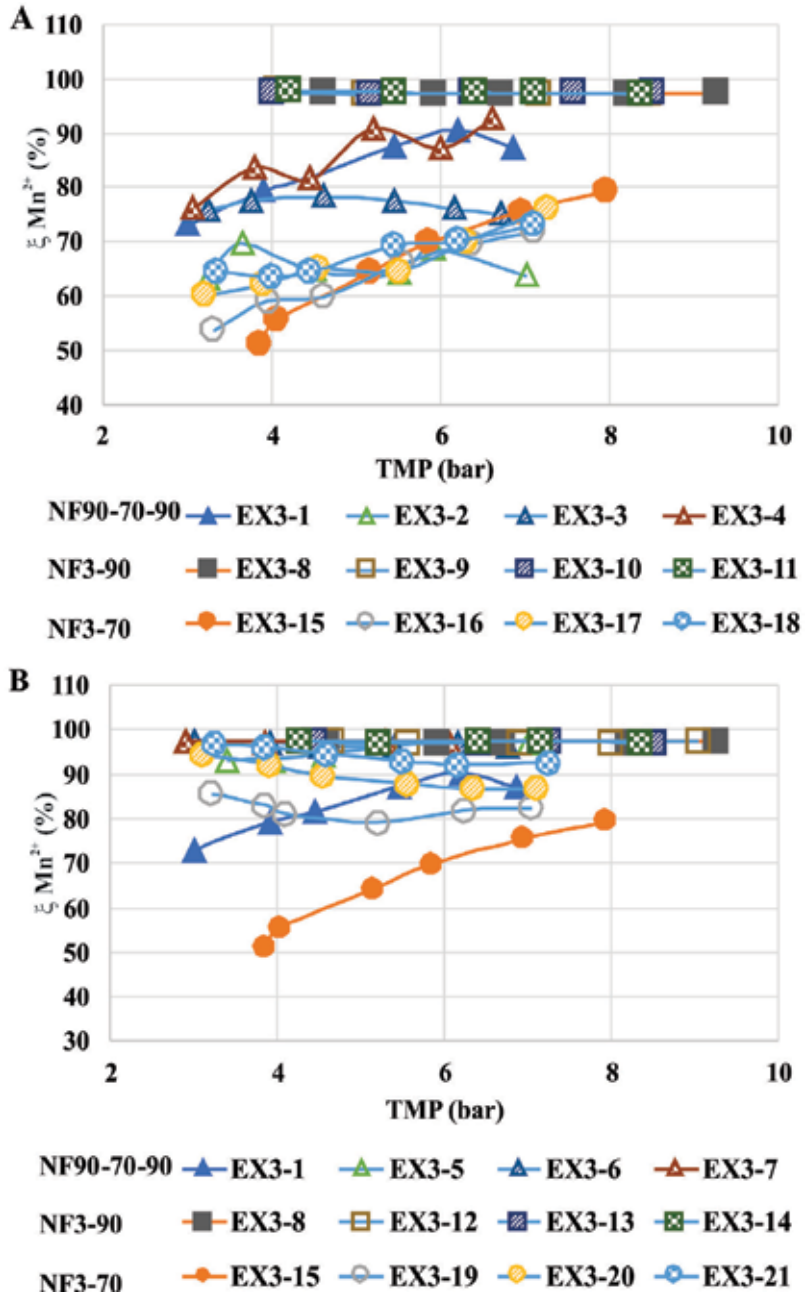 A
110
100
90
80
70
60
50
40
ξ Mn²⁺ (%)
2 4 6 8 10
TMP (bar)
NF90-70-90 EX3-1 EX3-2 EX3-3 EX3-4
NF3-90 EX3-8 EX3-9 EX3-10 EX3-11
NF3-70 EX3-15 EX3-16 EX3-17 EX3-18
B
110
100
90
80
70
60
50
40
30
ξ Mn²⁺ (%)
2 4 6 8 10
TMP (bar)
NF90-70-90 EX3-1 EX3-5 EX3-6 EX3-7
NF3-90 EX3-8 EX3-12 EX3-13 EX3-14
NF3-70 EX3-15 EX3-19 EX3-20 EX3-21